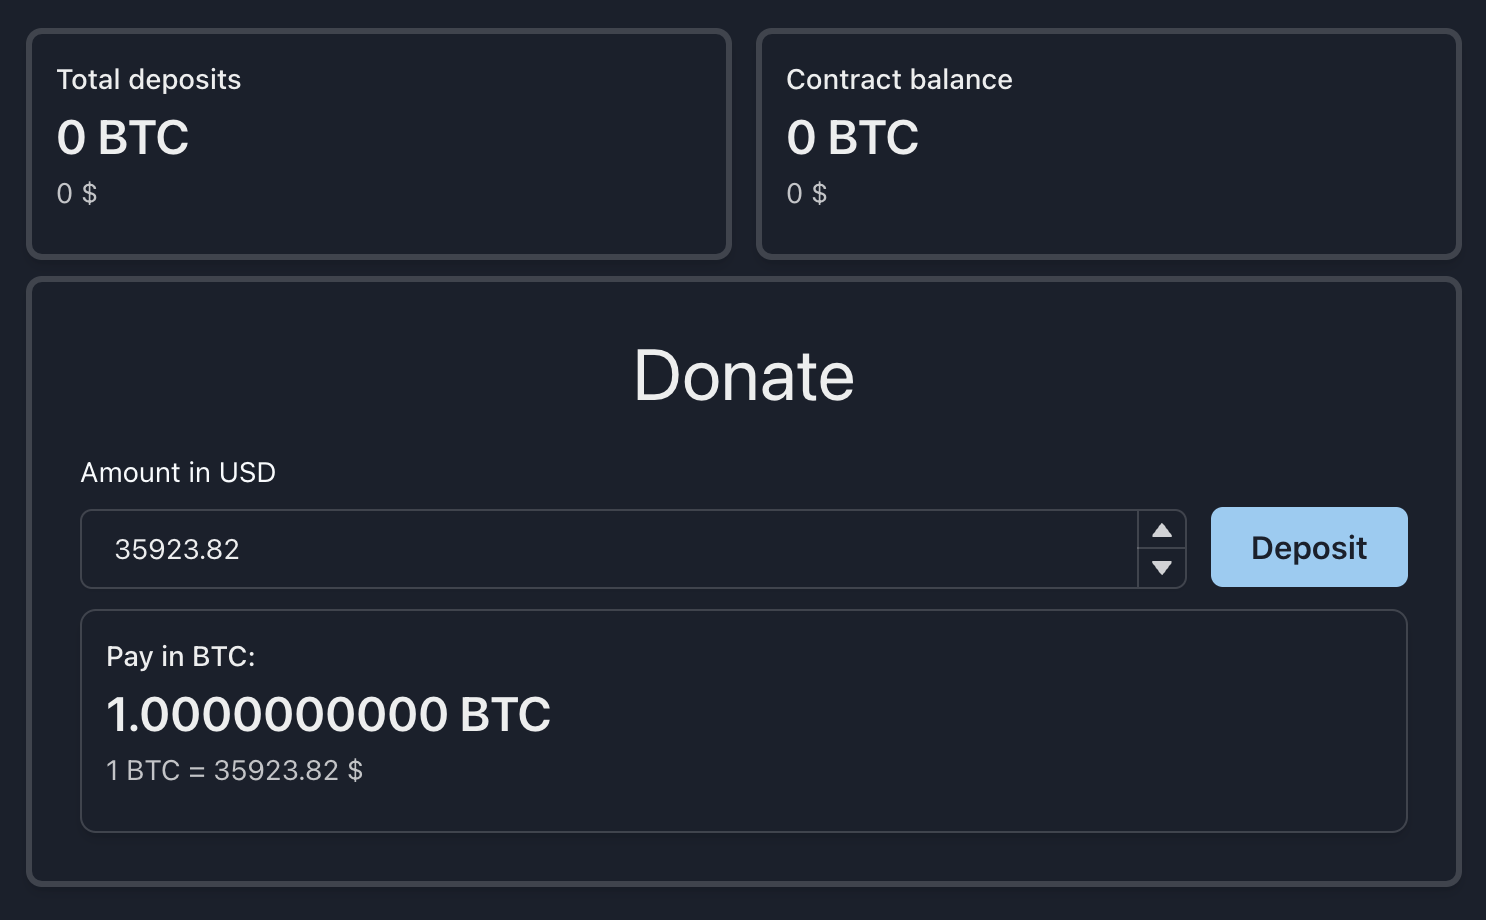 Total deposits
0 BTC
0 $
Contract balance
0 BTC
0 $
Donate
Amount in USD
35923.82
Deposit
Pay in BTC:
1.0000000000 BTC
1 BTC = 35923.82 $